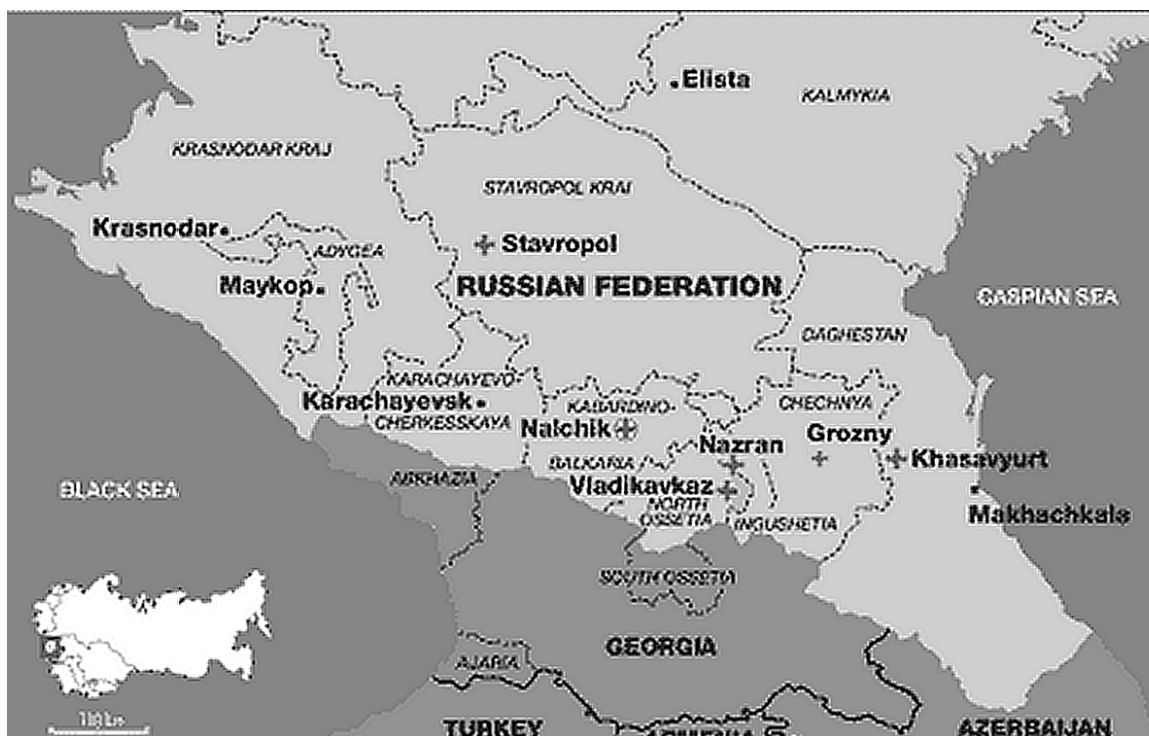 Elista
KALMYKIA
KRASNODAR KRAJ
STAVROPOL KRAI
Krasnodar
ADYGEA
Stavropol
Maykop
RUSSIAN FEDERATION
CASPIAN SEA
DAGHESTAN
KARACHAYEVO-
Karachayevsk
CHERKESSKAYA
KABARDINO-
CHECHNYA
Nalchik
Nazran
Grozny
Khasavyurt
BALKARIA
ABKHAZIA
BLACK SEA
Vladikavkaz
NORTH
OSSETIA
INGUSHETIA
Makhachkala
SOUTH OSSETIA
GEORGIA
AJARIA
TURKEY
AZERBAIJAN